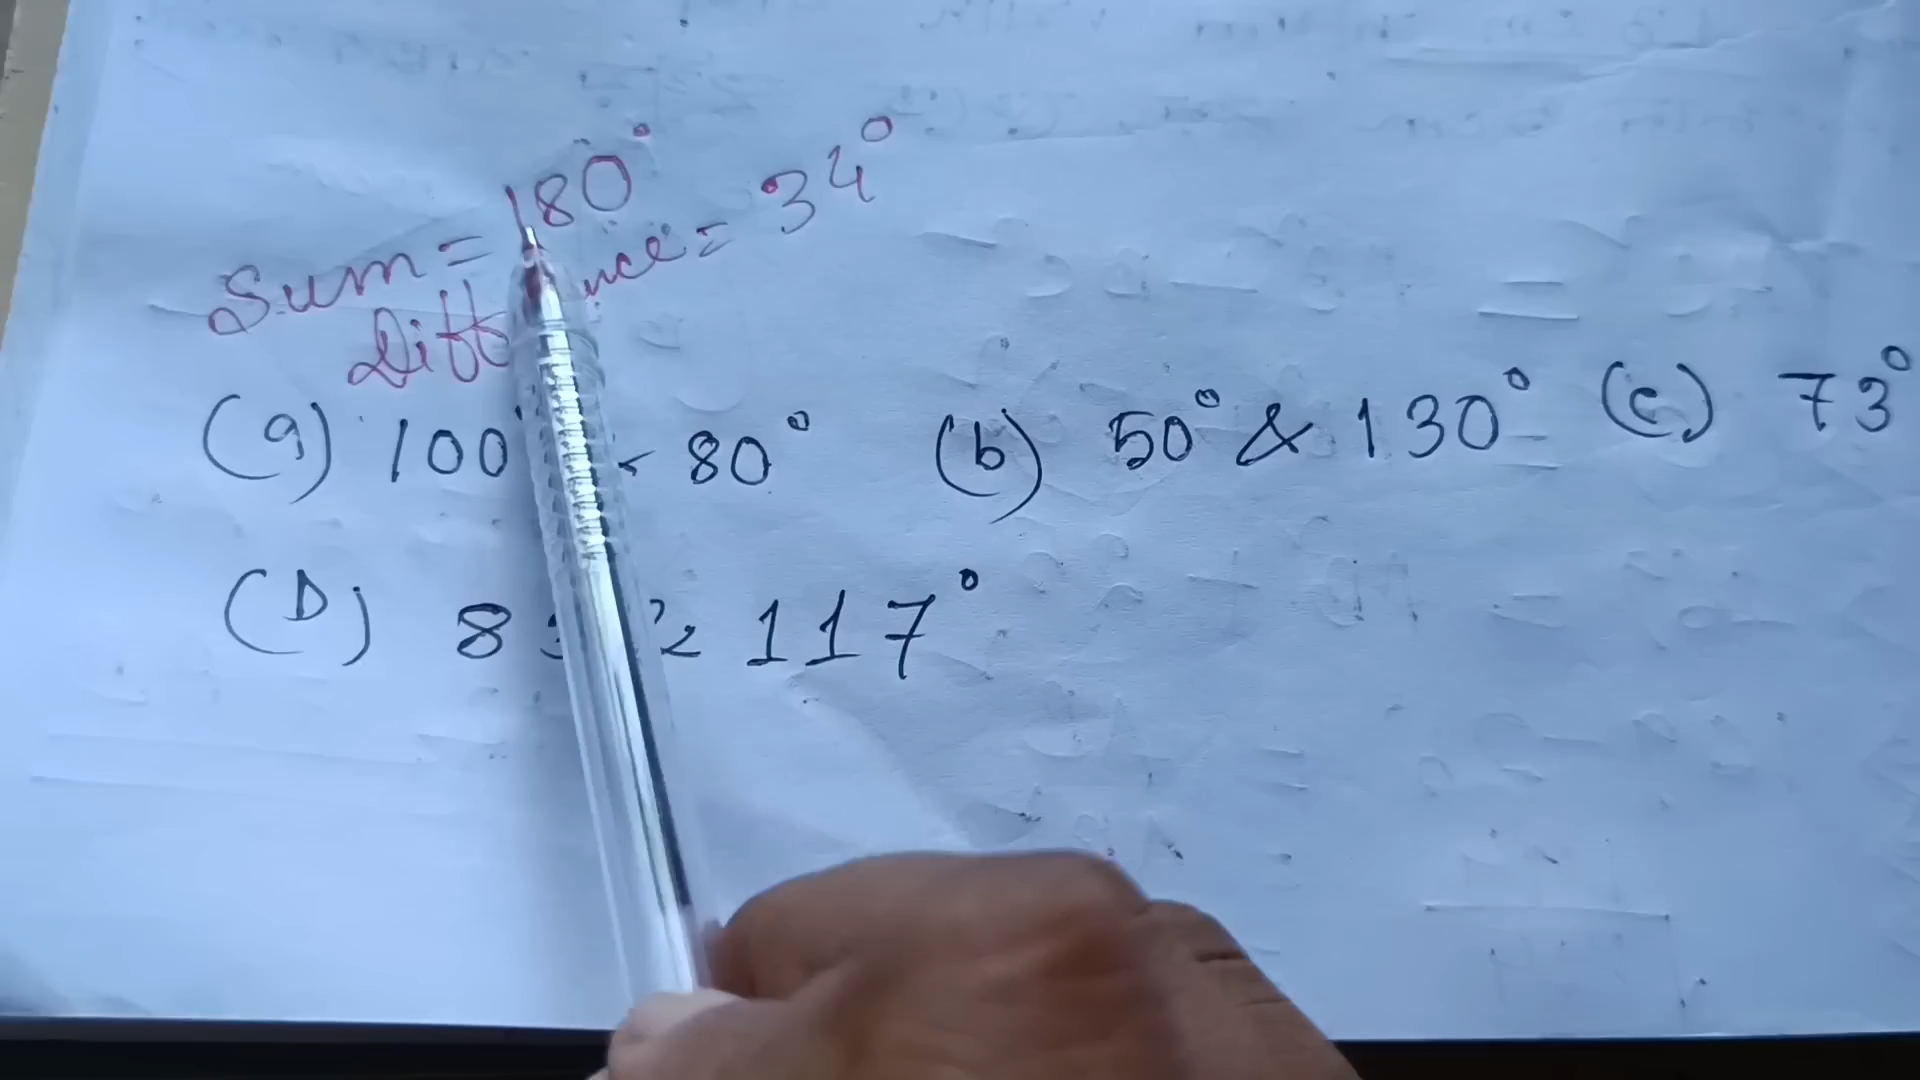 Sum = 180°
Difference = 34°
(a) 100 80° (b) 50° & 130° (c) 73°
(D) 8 & 117°